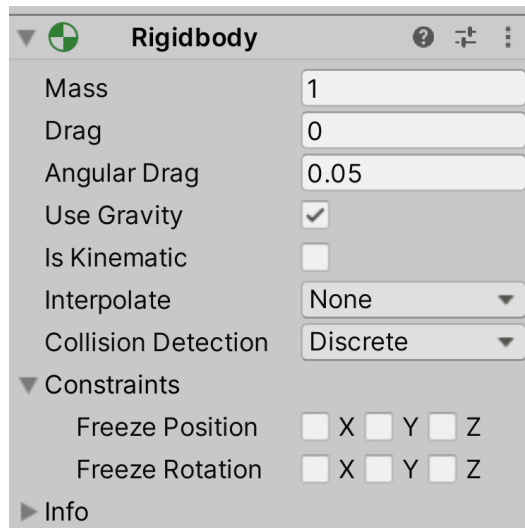 Rigidbody
Mass 1
Drag 0
Angular Drag 0.05
Use Gravity
Is Kinematic
Interpolate None
Collision Detection Discrete
Constraints
Freeze Position X Y Z
Freeze Rotation X Y Z
Info